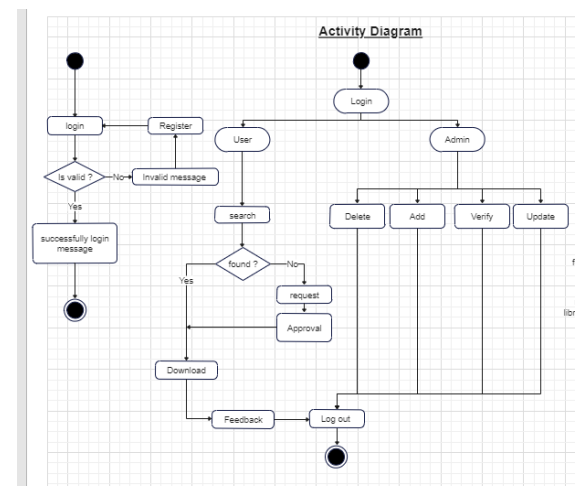 Activity Diagram
Login
login
Register
User
Admin
Is valid ?
No
Invalid message
Yes
search
Delete
Add
Verify
Update
successfully login
message
found ?
No
Yes
request
Approval
Download
Feedback
Log out